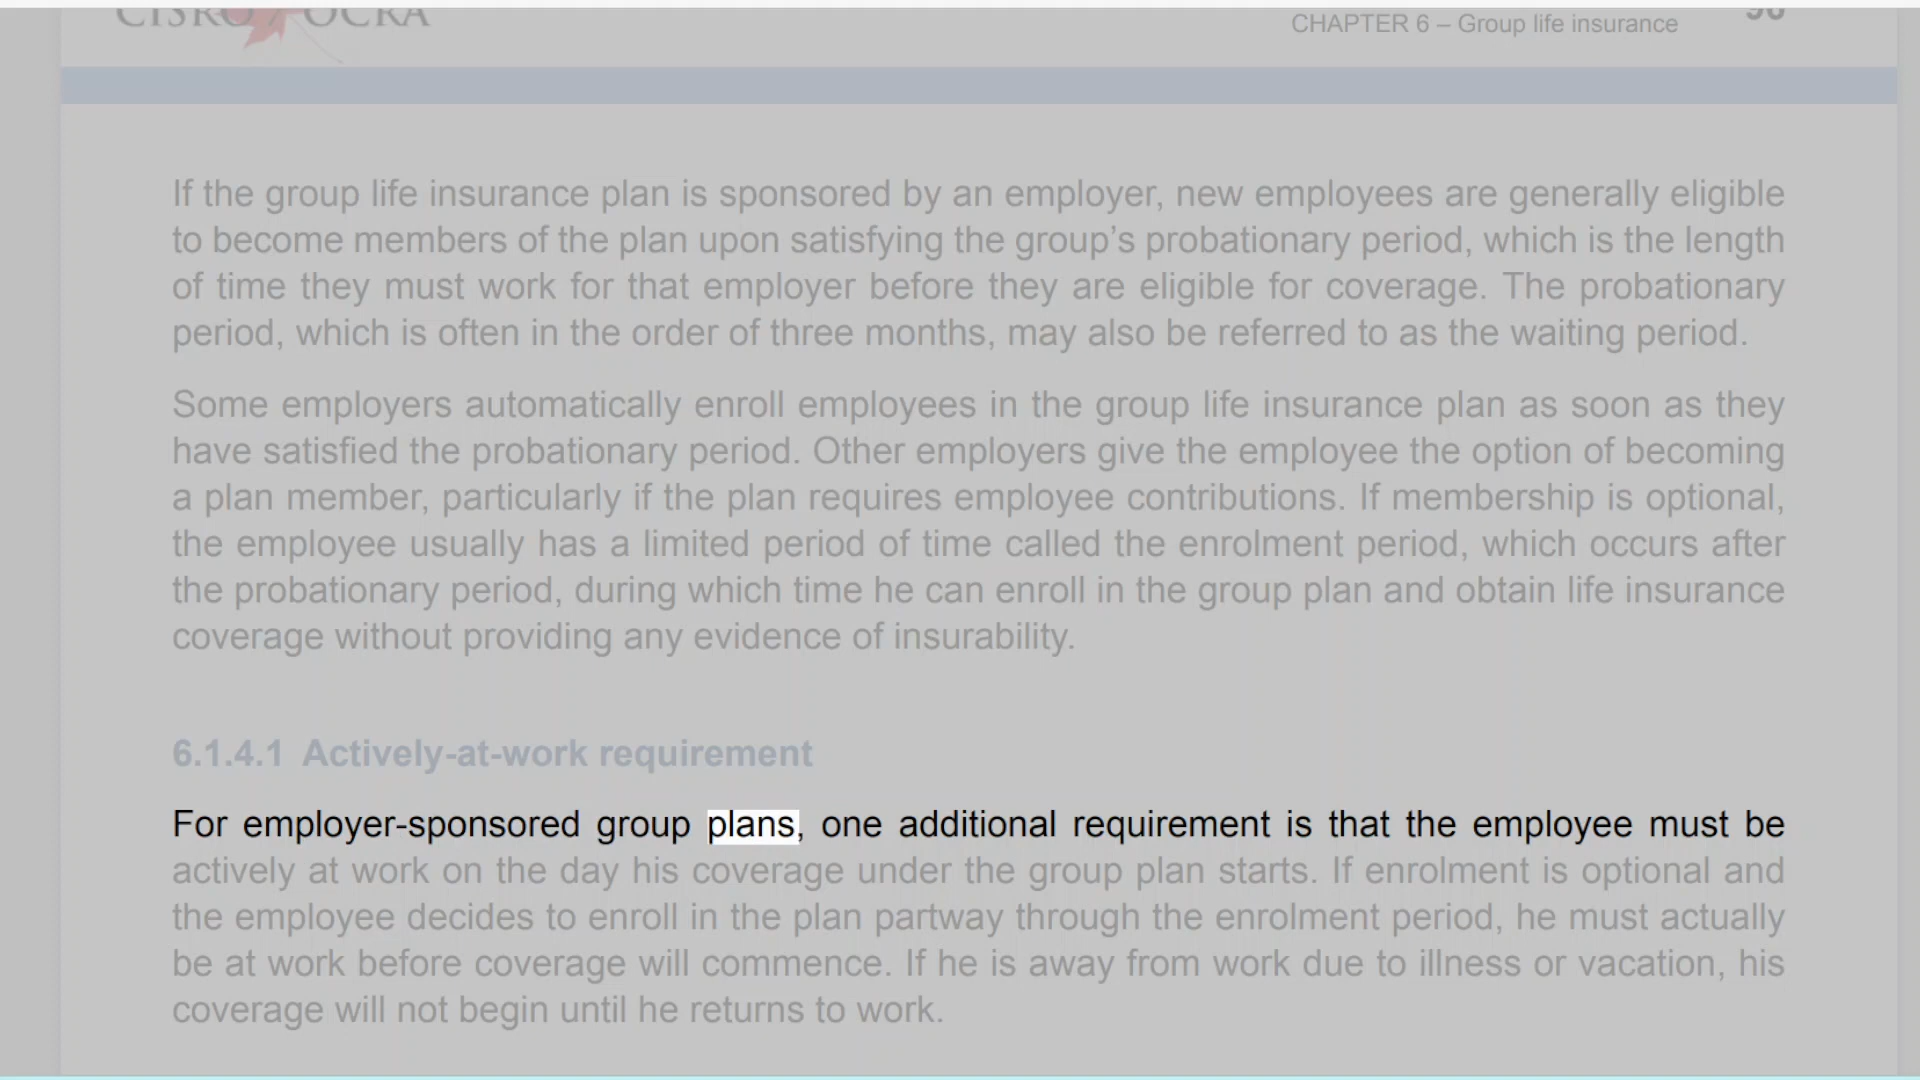 CISRO OCRA
CHAPTER 6 – Group life insurance
If the group life insurance plan is sponsored by an employer, new employees are generally eligible
to become members of the plan upon satisfying the group's probationary period, which is the length
of time they must work for that employer before they are eligible for coverage. The probationary
period, which is often in the order of three months, may also be referred to as the waiting period.
Some employers automatically enroll employees in the group life insurance plan as soon as they
have satisfied the probationary period. Other employers give the employee the option of becoming
a plan member, particularly if the plan requires employee contributions. If membership is optional,
the employee usually has a limited period of time called the enrolment period, which occurs after
the probationary period, during which time he can enroll in the group plan and obtain life insurance
coverage without providing any evidence of insurability.
6.1.4.1 Actively-at-work requirement
For employer-sponsored group plans, one additional requirement is that the employee must be
actively at work on the day his coverage under the group plan starts. If enrolment is optional and
the employee decides to enroll in the plan partway through the enrolment period, he must actually
be at work before coverage will commence. If he is away from work due to illness or vacation, his
coverage will not begin until he returns to work.